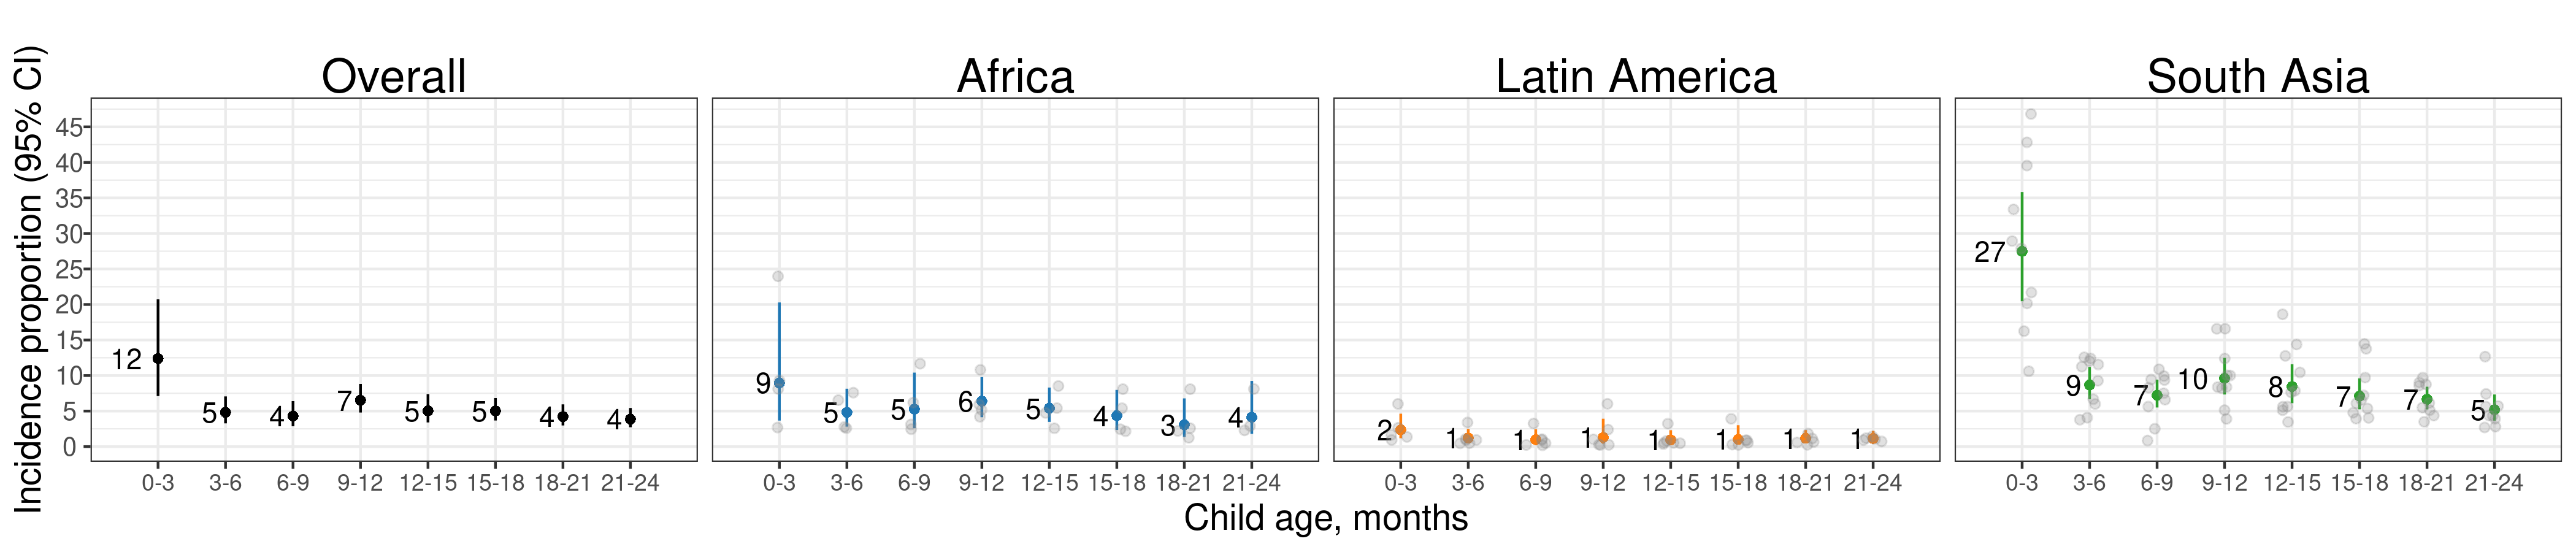 Overall Africa Latin America South Asia
Incidence proportion (95% CI)
45
40
35
30
25
20
15
10
5
0
12 5 4 7 5 5 4 4
9 5 5 6 5 4 3 4
2 1 1 1 1 1 1 1
27 9 7 10 8 7 7 5
0-3 3-6 6-9 9-12 12-15 15-18 18-21 21-24
0-3 3-6 6-9 9-12 12-15 15-18 18-21 21-24
0-3 3-6 6-9 9-12 12-15 15-18 18-21 21-24
0-3 3-6 6-9 9-12 12-15 15-18 18-21 21-24
Child age, months